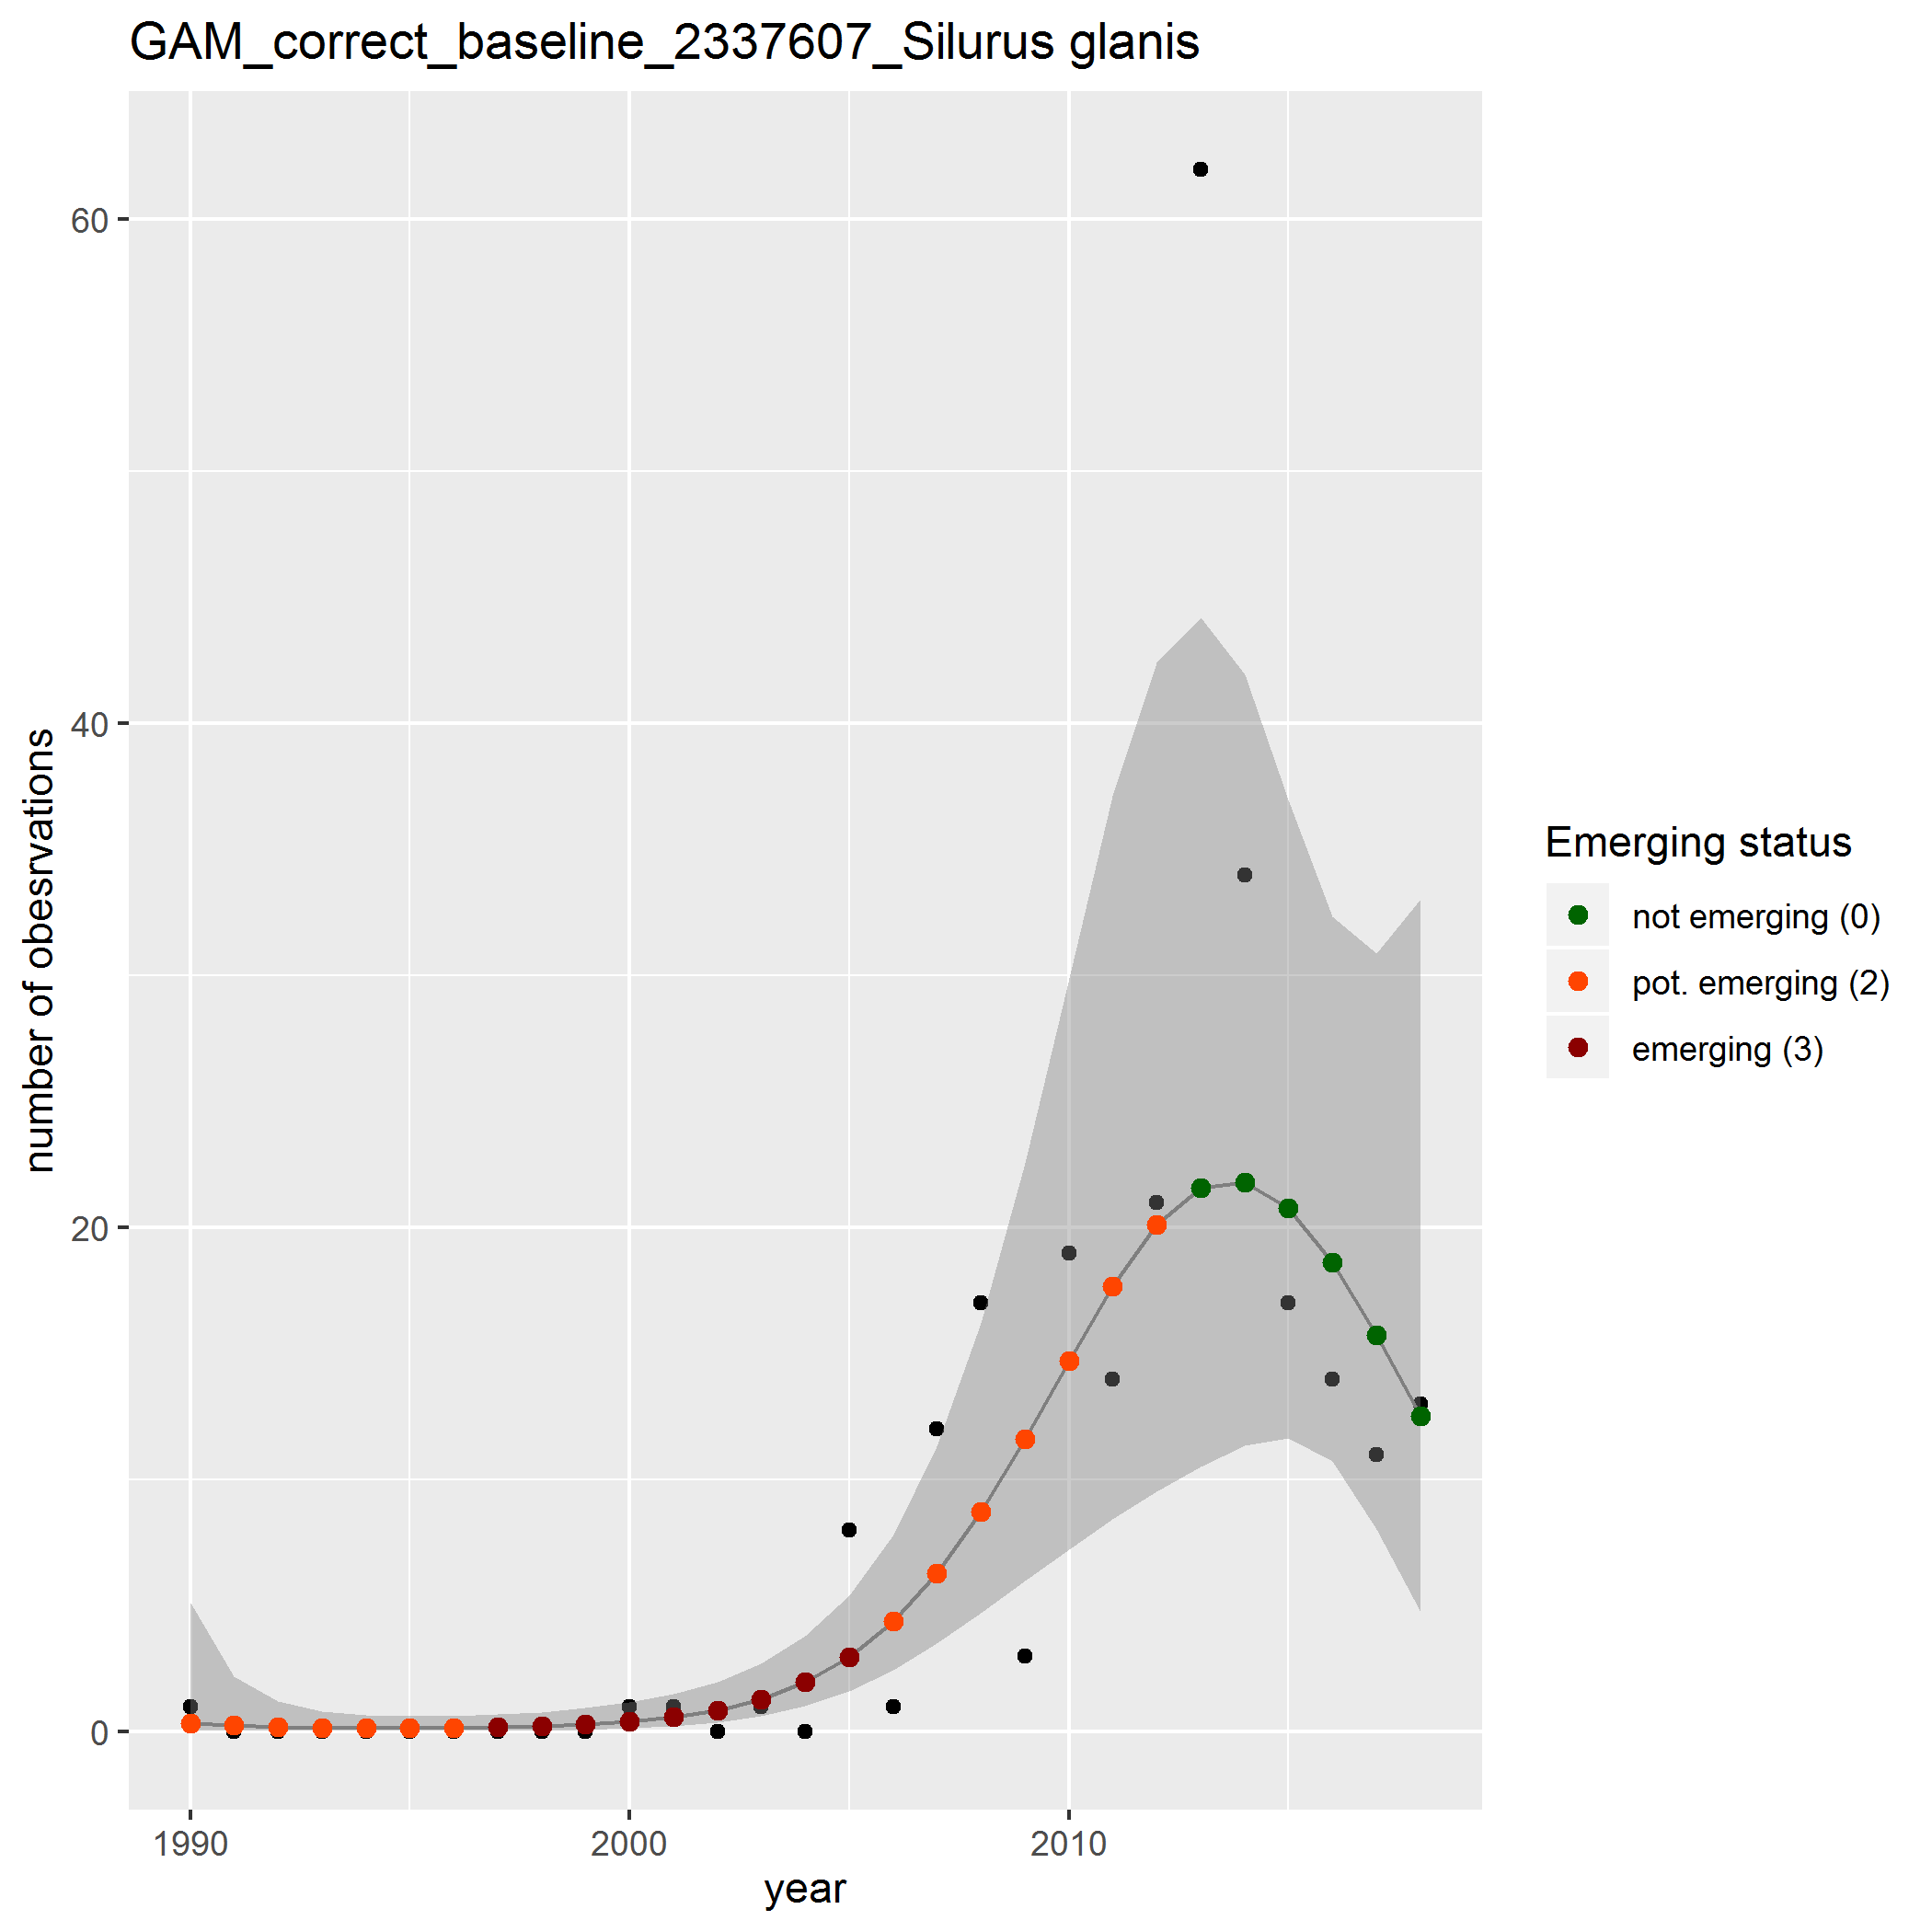 GAM_correct_baseline_2337607_Silurus glanis
60
40
20
0
number of obesrvations
1990
2000
2010
year
Emerging status
not emerging (0)
pot. emerging (2)
emerging (3)